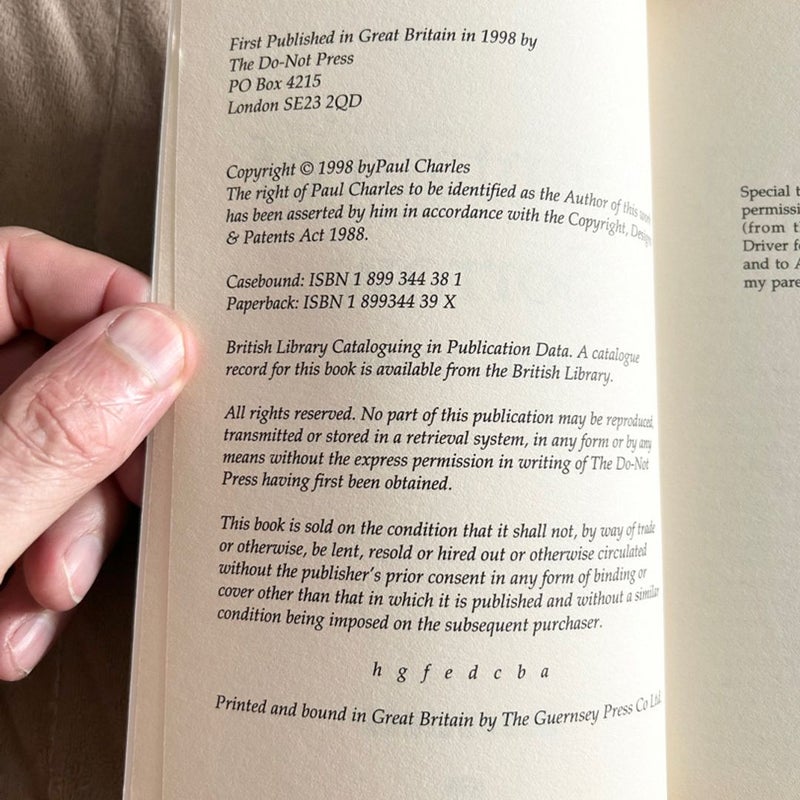 First Published in Great Britain in 1998 by
The Do-Not Press
PO Box 4215
London SE23 2QD
Copyright © 1998 byPaul Charles
The right of Paul Charles to be identified as the Author of this work
has been asserted by him in accordance with the Copyright, Designs
& Patents Act 1988.
Casebound: ISBN 1 899 344 38 1
Paperback: ISBN 1 899344 39 X
British Library Cataloguing in Publication Data. A catalogue
record for this book is available from the British Library.
All rights reserved. No part of this publication may be reproduced,
transmitted or stored in a retrieval system, in any form or by any
means without the express permission in writing of The Do-Not
Press having first been obtained.
This book is sold on the condition that it shall not, by way of trade
or otherwise, be lent, resold or hired out or otherwise circulated
without the publisher's prior consent in any form of binding or
cover other than that in which it is published and without a similar
condition being imposed on the subsequent purchaser.
h g f e d c b a
Printed and bound in Great Britain by The Guernsey Press Co Ltd.
Special
(from
Driver
and to
my